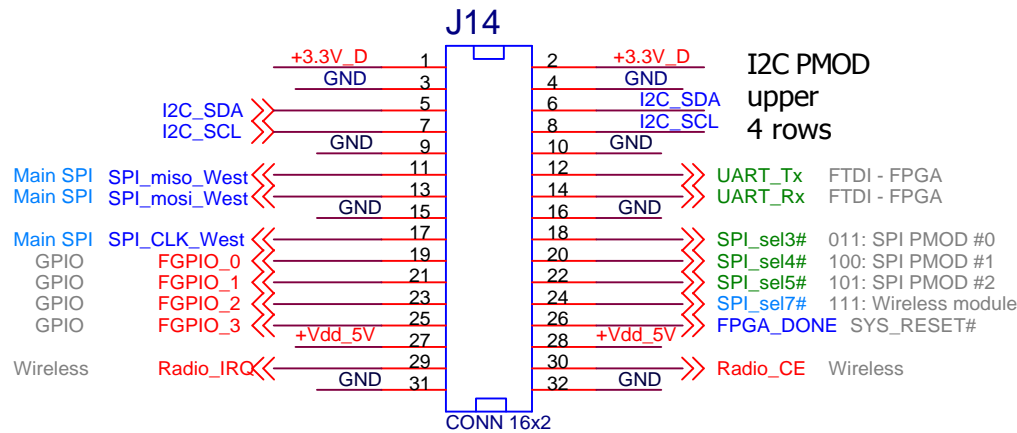 J14
+3.3V_D 1 2 +3.3V_D I2C PMOD
GND 3 4 GND
I2C_SDA 5 6 I2C_SDA upper
I2C_SCL 7 8 I2C_SCL 4 rows
GND 9 10 GND
Main SPI SPI_miso_West 11 12 UART_Tx FTDI - FPGA
Main SPI SPI_mosi_West 13 14 UART_Rx FTDI - FPGA
GND 15 16 GND
Main SPI SPI_CLK_West 17 18 SPI_sel3# 011: SPI PMOD #0
GPIO FGPIO_0 19 20 SPI_sel4# 100: SPI PMOD #1
GPIO FGPIO_1 21 22 SPI_sel5# 101: SPI PMOD #2
GPIO FGPIO_2 23 24 SPI_sel7# 111: Wireless module
GPIO FGPIO_3 25 26 FPGA_DONE SYS_RESET#
+Vdd_5V 27 28 +Vdd_5V
Wireless Radio_IRQ 29 30 Radio_CE Wireless
GND 31 32 GND
CONN 16x2